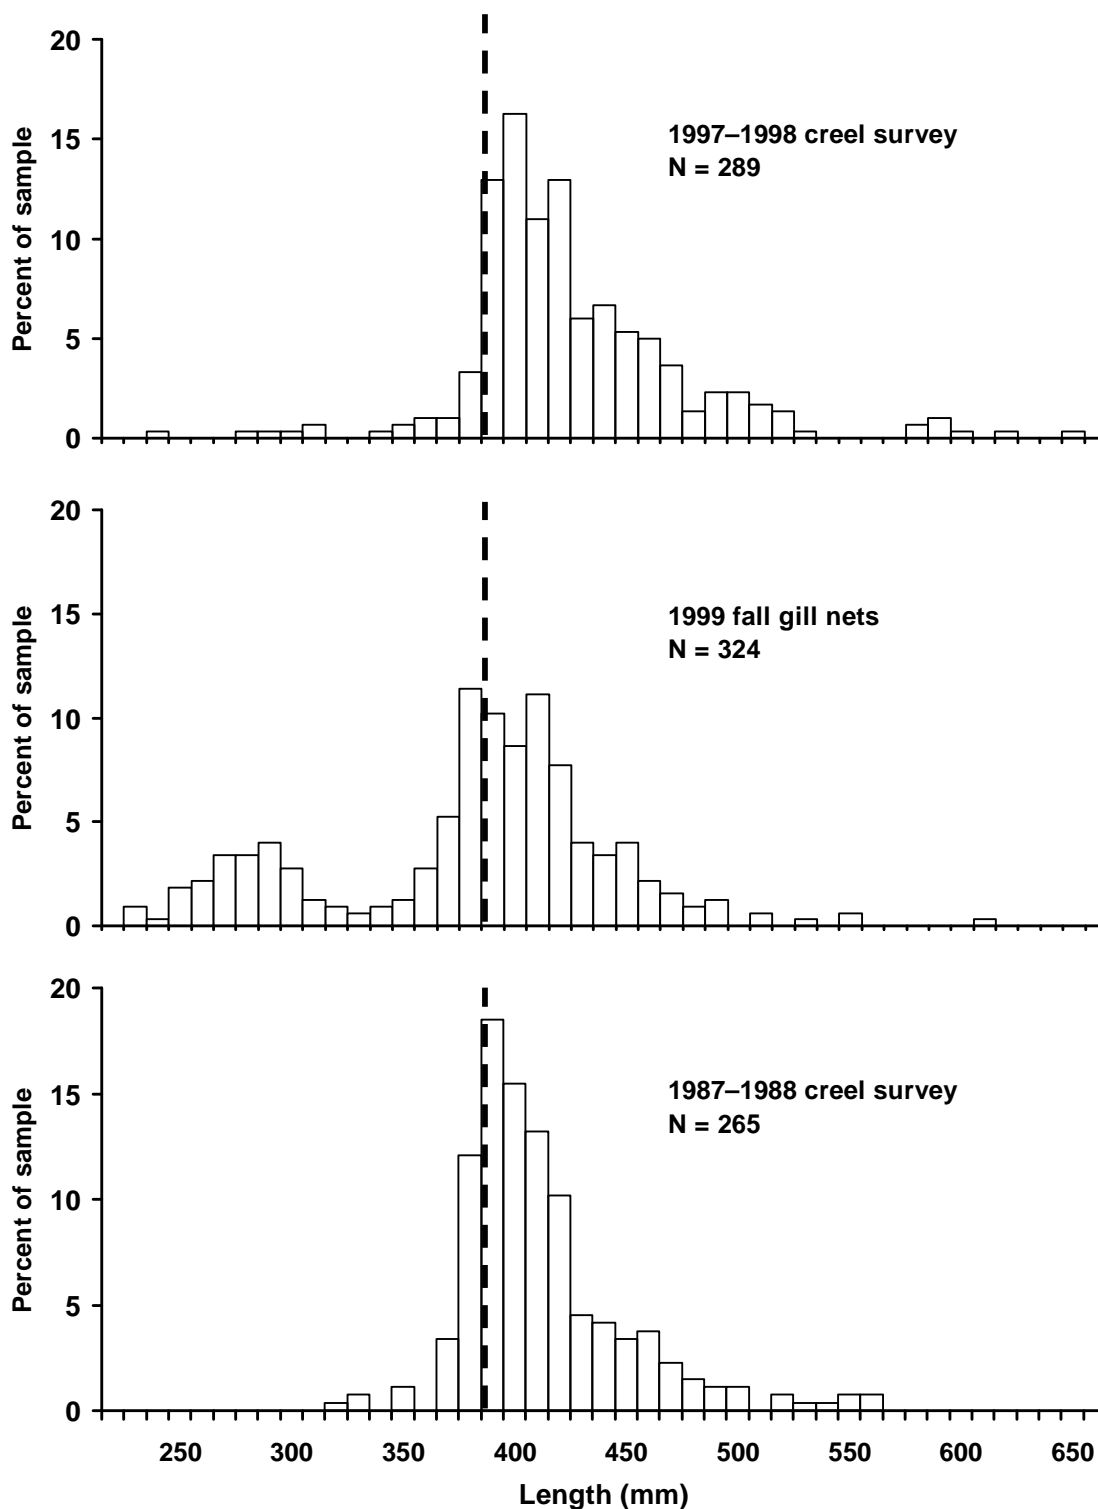 20
15
10
5
0
Percent of sample
1997–1998 creel survey
N = 289
20
15
10
5
0
Percent of sample
1999 fall gill nets
N = 324
20
15
10
5
0
Percent of sample
1987–1988 creel survey
N = 265
250 300 350 400 450 500 550 600 650
Length (mm)